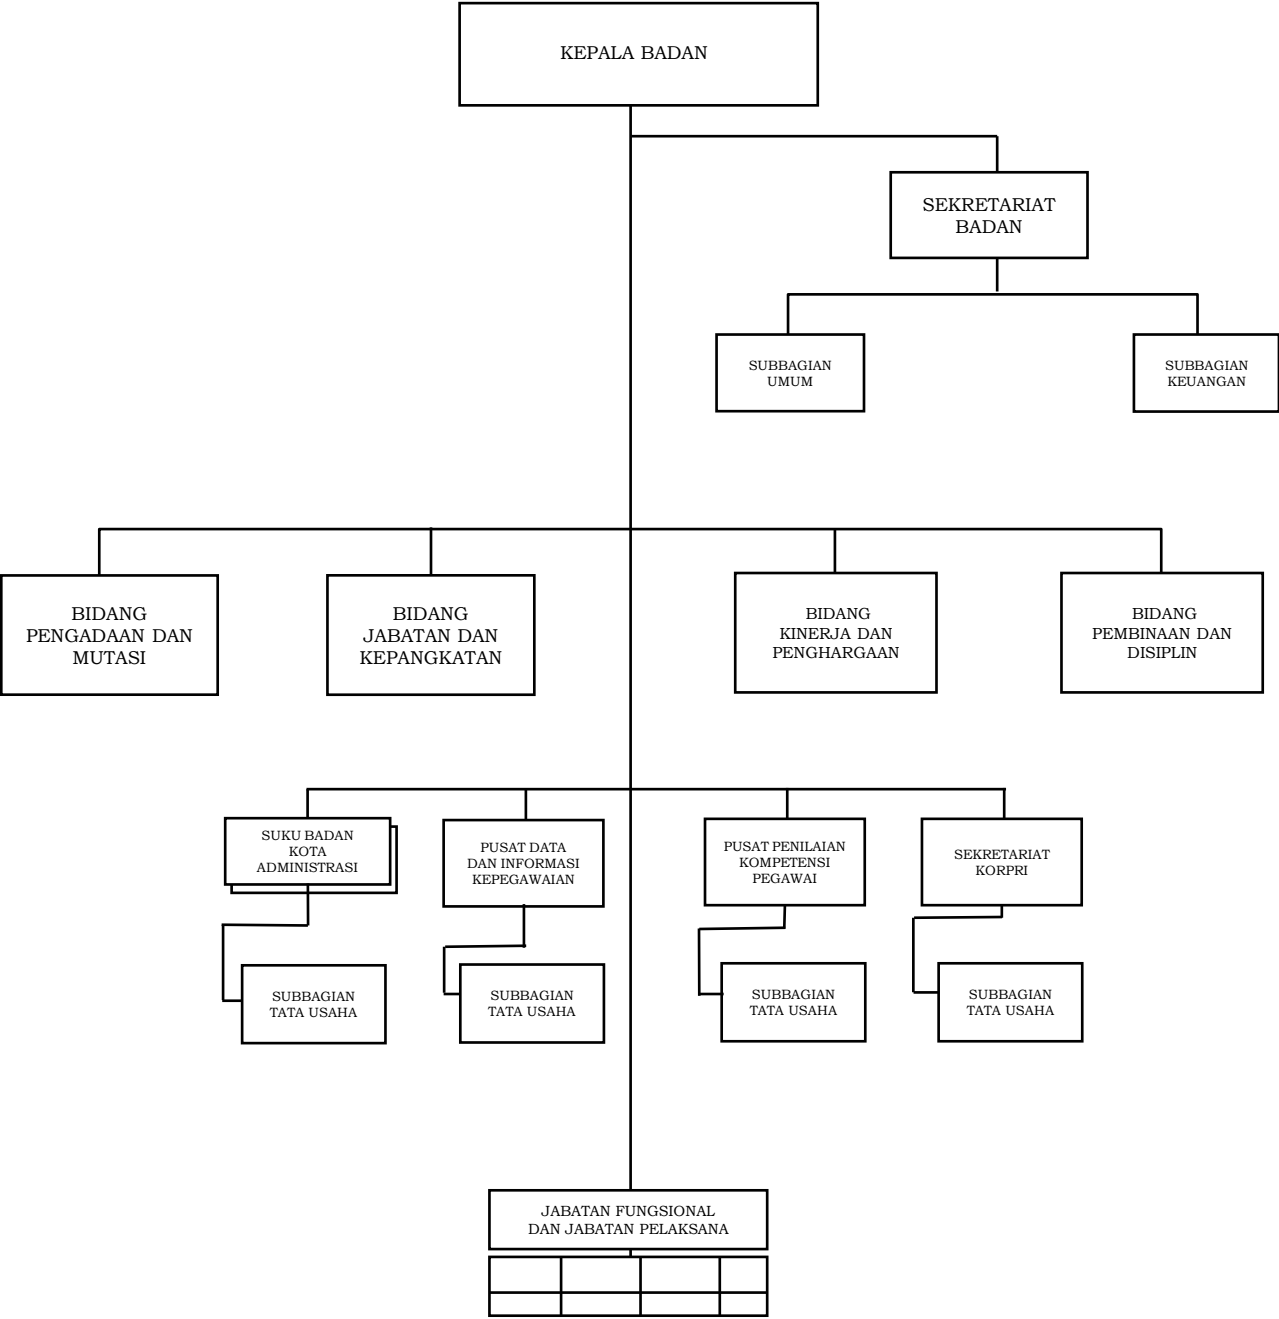 KEPALA BADAN
SEKRETARIAT
BADAN
SUBBAGIAN
UMUM
SUBBAGIAN
KEUANGAN
BIDANG
PENGADAAN DAN
MUTASI
BIDANG
JABATAN DAN
KEPANGKATAN
BIDANG
KINERJA DAN
PENGHARGAAN
BIDANG
PEMBINAAN DAN
DISIPLIN
SUKU BADAN
KOTA
ADMINISTRASI
PUSAT DATA
DAN INFORMASI
KEPEGAWAIAN
PUSAT PENILAIAN
KOMPETENSI
PEGAWAI
SEKRETARIAT
KORPRI
SUBBAGIAN
TATA USAHA
SUBBAGIAN
TATA USAHA
SUBBAGIAN
TATA USAHA
SUBBAGIAN
TATA USAHA
JABATAN FUNGSIONAL
DAN JABATAN PELAKSANA